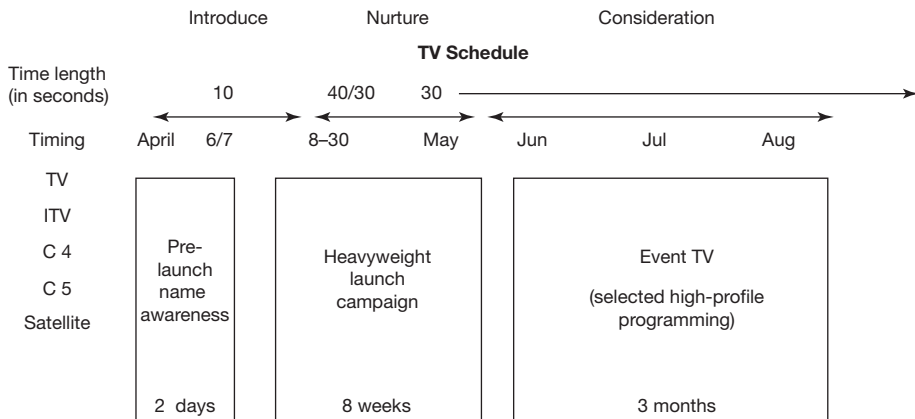 Introduce Nurture Consideration
TV Schedule
Time length
(in seconds) 10 40/30 30
Timing April 6/7 8–30 May Jun Jul Aug
TV
ITV
C 4
C 5
Satellite
Pre-
launch
name
awareness
2 days
Heavyweight
launch
campaign
8 weeks
Event TV
(selected high-profile
programming)
3 months